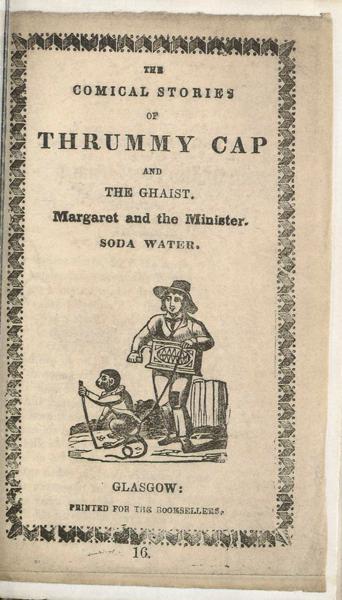 THE
COMICAL STORIES
OF
THRUMMY CAP
AND
THE GHAIST.
Margaret and the Minister.
SODA WATER.
GLASGOW:
PRINTED FOR THE BOOKSELLERS.
16.